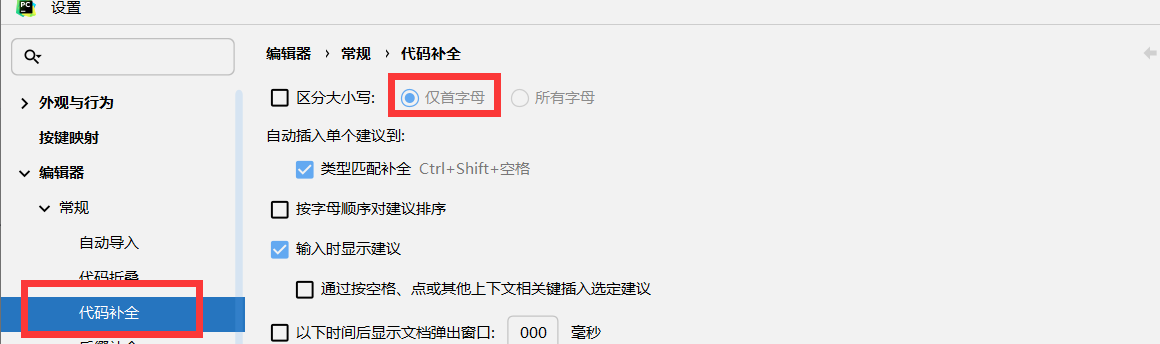 PC 设置
编辑器 › 常规 › 代码补全
外观与行为
按键映射
编辑器
常规
自动导入
代码折叠
代码补全
区分大小写: 仅首字母 所有字母
自动插入单个建议到:
类型匹配补全 Ctrl+Shift+空格
按字母顺序对建议排序
输入时显示建议
通过按空格、点或其他上下文相关键插入选定建议
以下时间后显示文档弹出窗口: 000 毫秒